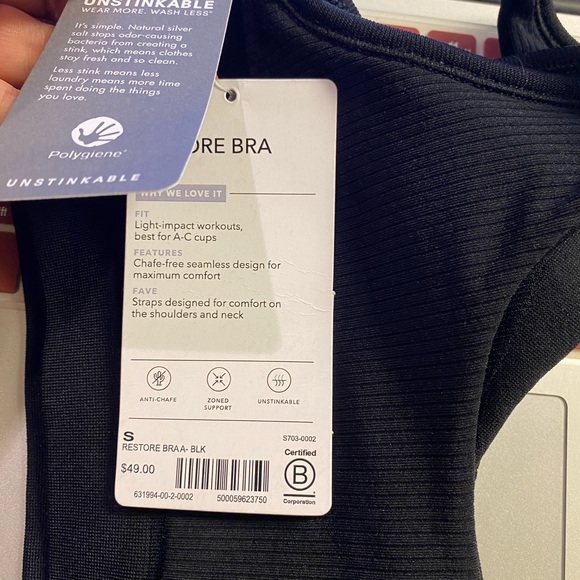 UNSTINKABLE
WEAR MORE. WASH LESS®
It's simple. Natural silver
salt stops odor-causing
bacteria from creating a
stink, which means clothes
stay fresh and so clean.
Less stink means less
laundry means more time
spent doing the things
you love.
Polygiene®
UNSTINKABLE
ORE BRA
WHY WE LOVE IT
FIT
Light-impact workouts,
best for A-C cups
FEATURES
Chafe-free seamless design for
maximum comfort
FAVE
Straps designed for comfort on
the shoulders and neck
ANTI-CHAFE
ZONED
SUPPORT
UNSTINKABLE
S
S703-0002
RESTORE BRA A- BLK
$49.00
631994-00-2-0002
500059623750
Certified
B
Corporation